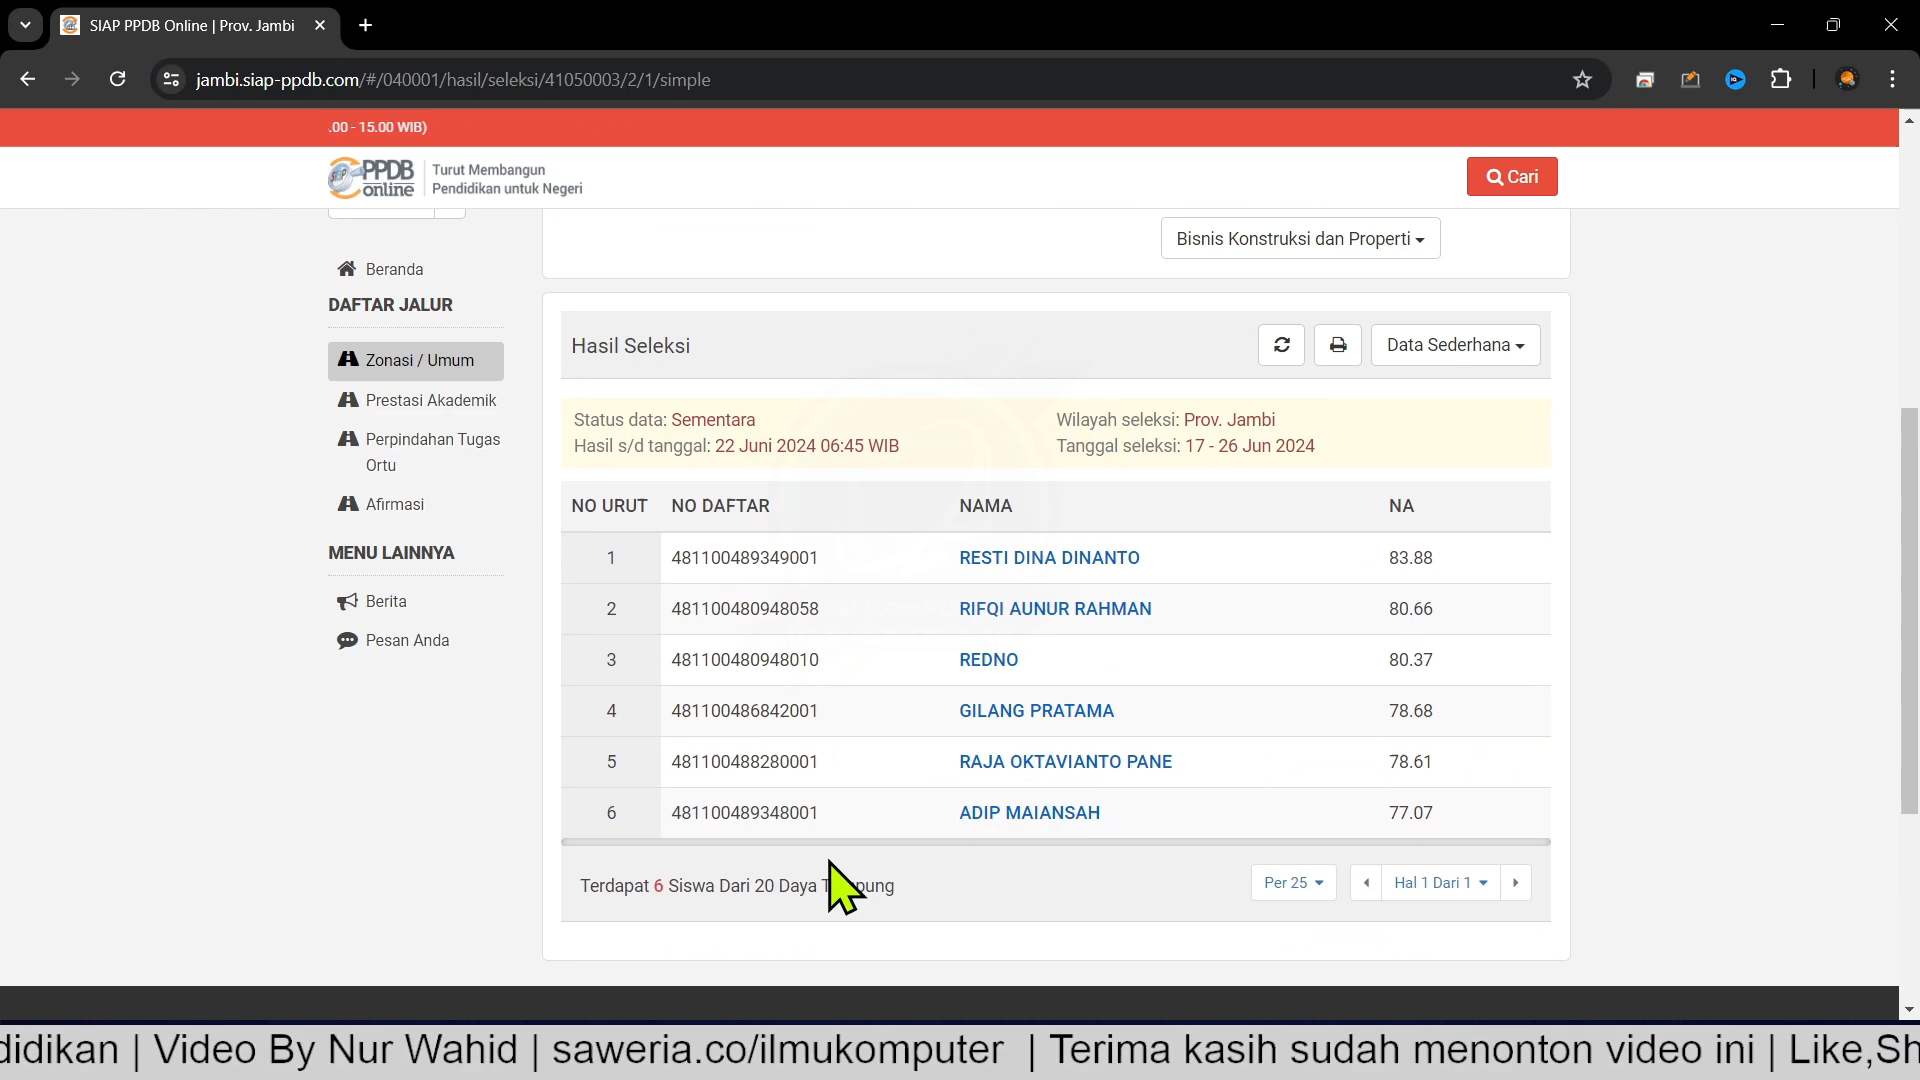 SIAP PPDB Online | Prov. Jambi
jambi.siap-ppdb.com/#/040001/hasil/seleksi/41050003/2/1/simple
.00 - 15.00 WIB)
PPDB
online
Turut Membangun
Pendidikan untuk Negeri
Cari
Bisnis Konstruksi dan Properti
Beranda
DAFTAR JALUR
Zonasi / Umum
Prestasi Akademik
Perpindahan Tugas
Ortu
Afirmasi
MENU LAINNYA
Berita
Pesan Anda
Hasil Seleksi
Data Sederhana
Status data: Sementara
Wilayah seleksi: Prov. Jambi
Hasil s/d tanggal: 22 Juni 2024 06:45 WIB
Tanggal seleksi: 17 - 26 Jun 2024
NO URUT NO DAFTAR NAMA NA
1 481100489349001 RESTI DINA DINANTO 83.88
2 481100480948058 RIFQI AUNUR RAHMAN 80.66
3 481100480948010 REDNO 80.37
4 481100486842001 GILANG PRATAMA 78.68
5 481100488280001 RAJA OKTAVIANTO PANE 78.61
6 481100489348001 ADIP MAIANSAH 77.07
Terdapat 6 Siswa Dari 20 Daya
Per 25
Hal 1 Dari 1
didikan | Video By Nur Wahid | saweria.co/ilmukomputer | Terima kasih sudah menonton video ini | Like,Sh